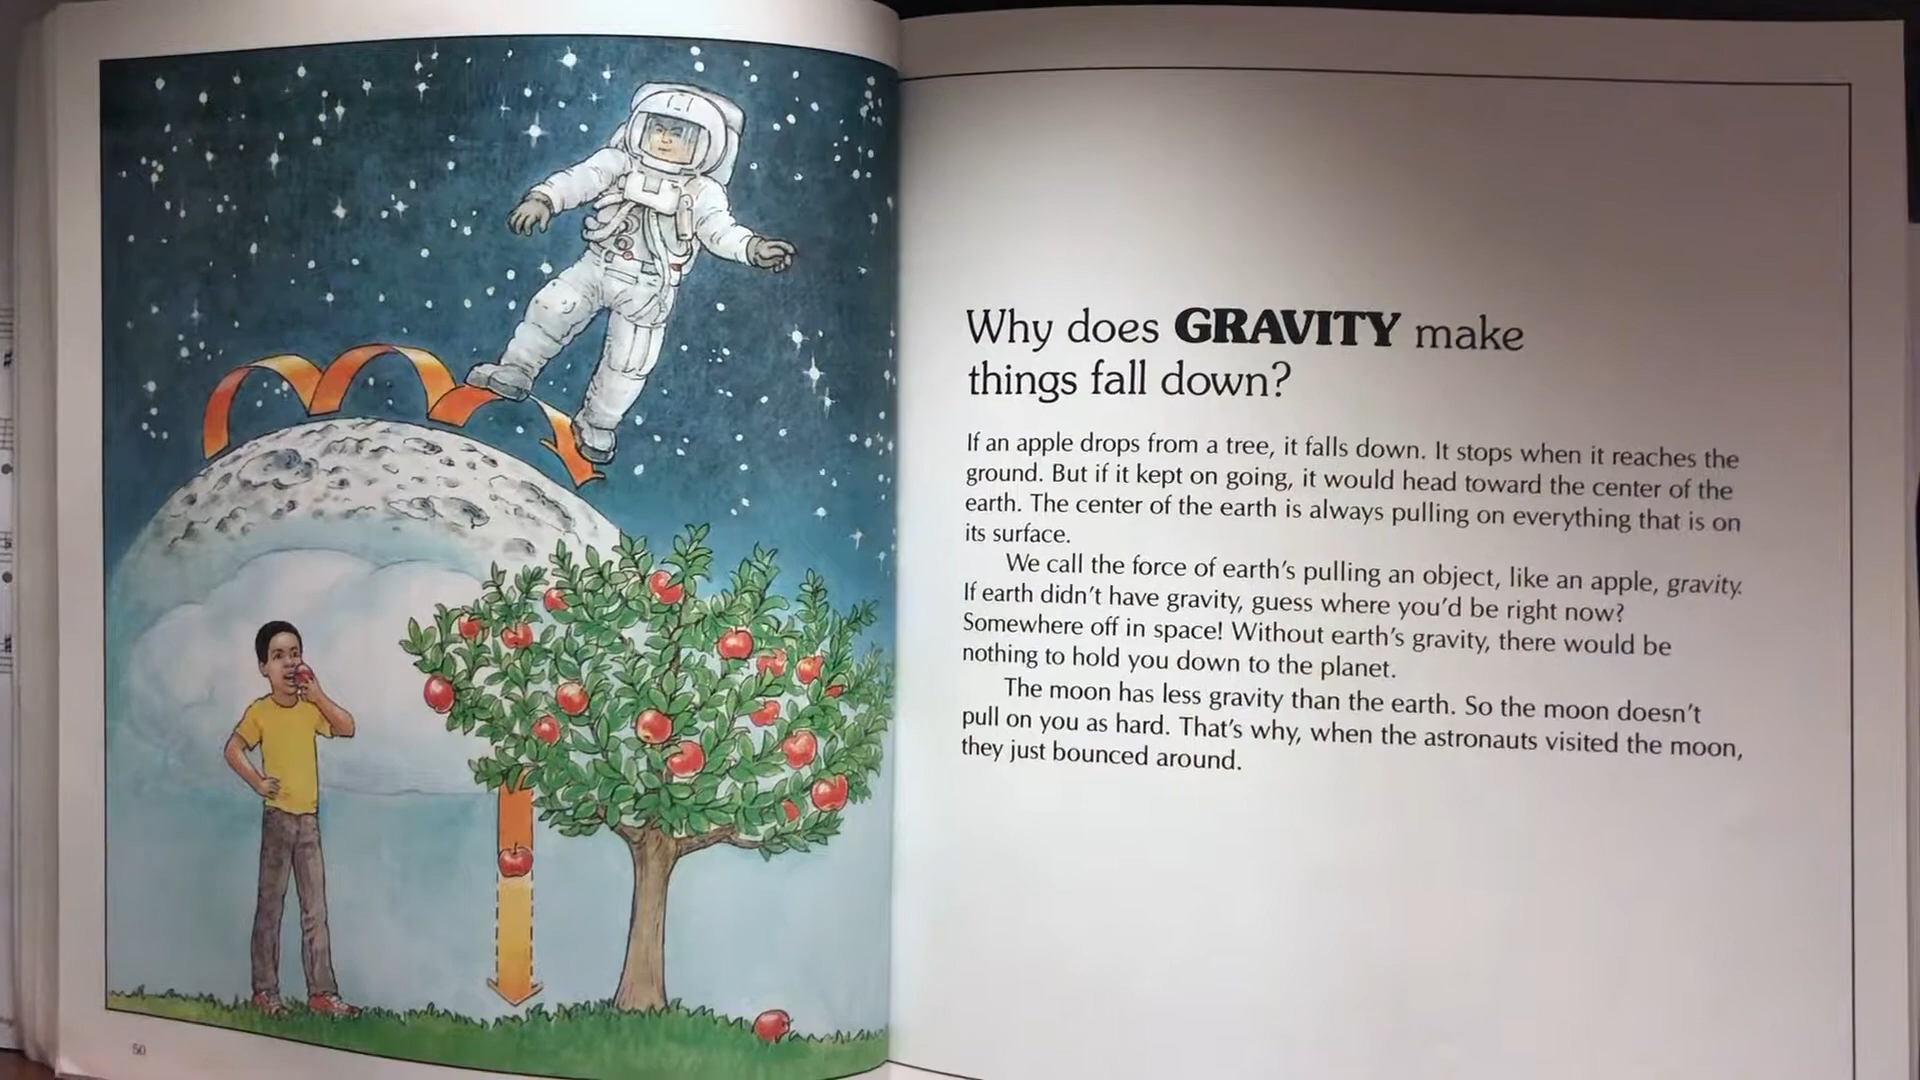 Why does GRAVITY make
things fall down?
If an apple drops from a tree, it falls down. It stops when it reaches the
ground. But if it kept on going, it would head toward the center of the
earth. The center of the earth is always pulling on everything that is on
its surface.
We call the force of earth's pulling an object, like an apple, gravity.
If earth didn't have gravity, guess where you'd be right now?
Somewhere off in space! Without earth's gravity, there would be
nothing to hold you down to the planet.
The moon has less gravity than the earth. So the moon doesn't
pull on you as hard. That's why, when the astronauts visited the moon,
they just bounced around.
50